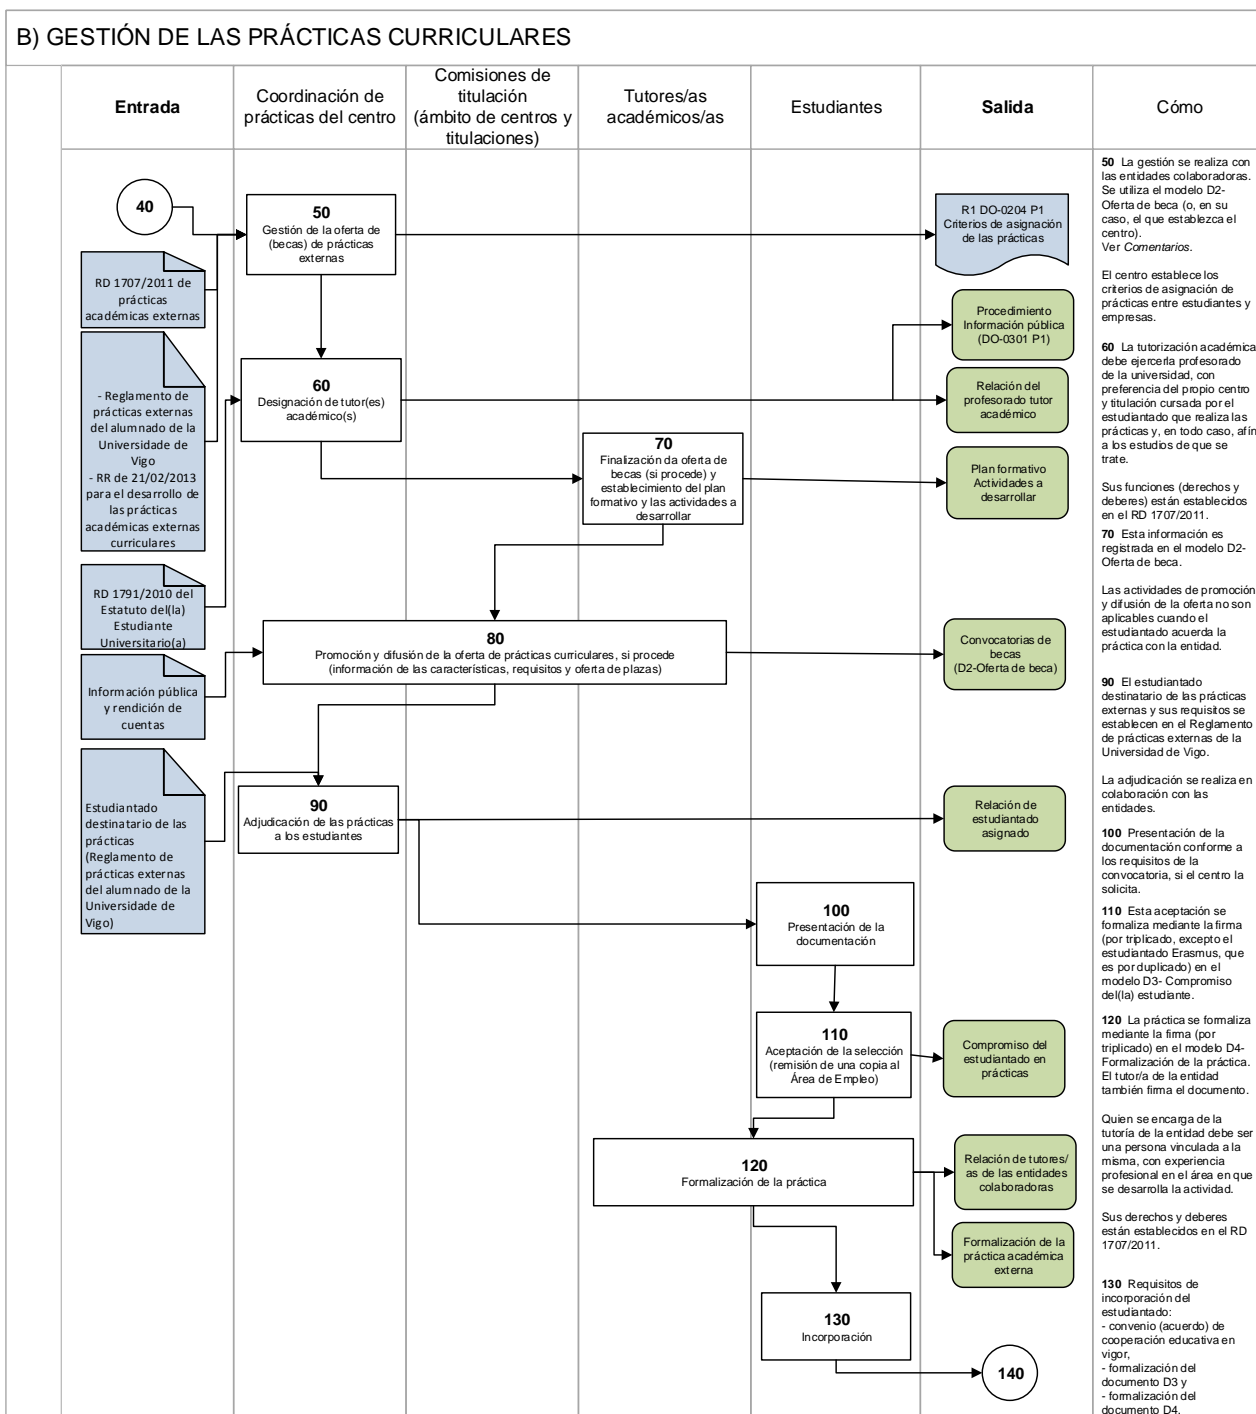 B) GESTIÓN DE LAS PRÁCTICAS CURRICULARES
Entrada
Coordinación de
prácticas del centro
Comisiones de
titulación
(ámbito de centros y
titulaciones)
Tutores/as
académicos/as
Estudiantes
Salida
Cómo
40
50
Gestión de la oferta de
(becas) de prácticas
externas
R1 DO-0204 P1
Criterios de asignación
de las prácticas
RD 1707/2011 de
prácticas
académicas externas
Procedimiento
Información pública
(DO-0301 P1)
- Reglamento de
prácticas externas
del alumnado de la
Universidade de
Vigo
- RR de 21/02/2013
para el desarrollo de
las prácticas
académicas externas
curriculares
60
Designación de tutor(es)
académico(s)
Relación del
profesorado tutor
académico
70
Finalización da oferta de
becas (si procede) y
establecimiento del plan
formativo y las actividades a
desarrollar
Plan formativo
Actividades a
desarrollar
RD 1791/2010 del
Estatuto del(la)
Estudiante
Universitario(a)
80
Promoción y difusión de la oferta de prácticas curriculares, si procede
(información de las características, requisitos y oferta de plazas)
Convocatorias de
becas
(D2-Oferta de beca)
Información pública
y rendición de
cuentas
Estudiantado
destinatario de las
prácticas
(Reglamento de
prácticas externas
del alumnado de la
Universidade de
Vigo)
90
Adjudicación de las prácticas
a los estudiantes
Relación de
estudiantado
asignado
100
Presentación de la
documentación
110
Aceptación de la selección
(remisión de una copia al
Área de Empleo)
Compromiso del
estudiantado en
prácticas
120
Formalización de la práctica
Relación de tutores/
as de las entidades
colaboradoras
Formalización de la
práctica académica
externa
130
Incorporación
140
50 La gestión se realiza con
las entidades colaboradoras.
Se utiliza el modelo D2-
Oferta de beca (o, en su
caso, el que establezca el
centro).
Ver Comentarios.
El centro establece los
criterios de asignación de
prácticas entre estudiantes y
empresas.
60 La tutorización académica
debe ejercerla profesorado
de la universidad, con
preferencia del propio centro
y titulación cursada por el
estudiantado que realiza las
prácticas y, en todo caso, afín
a los estudios de que se
trate.
Sus funciones (derechos y
deberes) están establecidos
en el RD 1707/2011.
70 Esta información es
registrada en el modelo D2-
Oferta de beca.
Las actividades de promoción
y difusión de la oferta no son
aplicables cuando el
estudiantado acuerda la
práctica con la entidad.
90 El estudiantado
destinatario de las prácticas
externas y sus requisitos se
establecen en el Reglamento
de prácticas externas de la
Universidad de Vigo.
La adjudicación se realiza en
colaboración con las
entidades.
100 Presentación de la
documentación conforme a
los requisitos de la
convocatoria, si el centro la
solicita.
110 Esta aceptación se
formaliza mediante la firma
(por triplicado, excepto el
estudiantado Erasmus, que
es por duplicado) en el
modelo D3- Compromiso
del(la) estudiante.
120 La práctica se formaliza
mediante la firma (por
triplicado) en el modelo D4-
Formalización de la práctica.
El tutor/a de la entidad
también firma el documento.
Quien se encarga de la
tutoría de la entidad debe ser
una persona vinculada a la
misma, con experiencia
profesional en el área en que
se desarrolla la actividad.
Sus derechos y deberes
están establecidos en el RD
1707/2011.
130 Requisitos de
incorporación del
estudiantado:
- convenio (acuerdo) de
cooperación educativa en
vigor,
- formalización del
documento D3 y
- formalización del
documento D4.